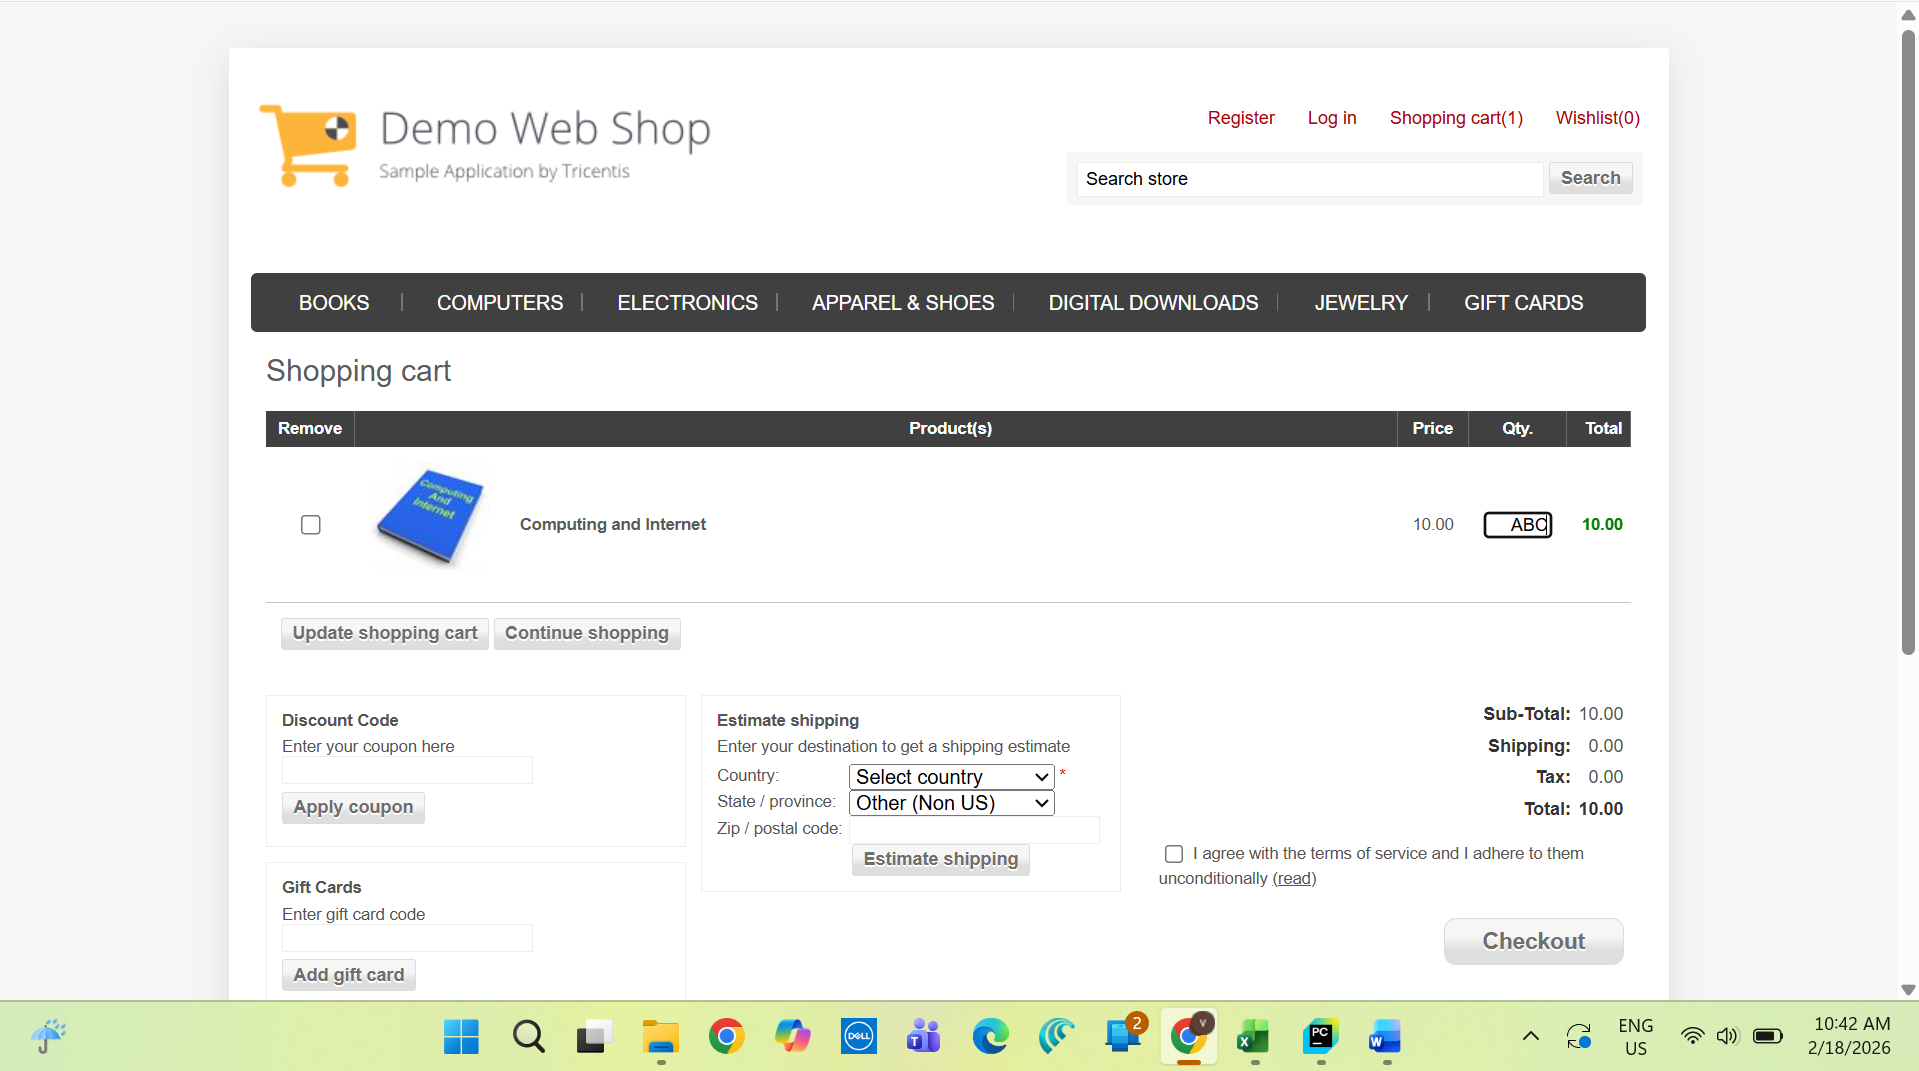 Demo Web Shop
Sample Application by Tricentis
Register Log in Shopping cart(1) Wishlist(0)
Search store Search
BOOKS COMPUTERS ELECTRONICS APPAREL & SHOES DIGITAL DOWNLOADS JEWELRY GIFT CARDS
Shopping cart
Remove Product(s) Price Qty. Total
Computing
And
Internet
Computing and Internet 10.00 ABC 10.00
Update shopping cart Continue shopping
Discount Code
Enter your coupon here
Apply coupon
Gift Cards
Enter gift card code
Add gift card
Estimate shipping
Enter your destination to get a shipping estimate
Country: Select country *
State / province: Other (Non US)
Zip / postal code:
Estimate shipping
Sub-Total: 10.00
Shipping: 0.00
Tax: 0.00
Total: 10.00
I agree with the terms of service and I adhere to them
unconditionally (read)
Checkout
DELL
T
2
V
X
PC
W
ENG
US
10:42 AM
2/18/2026